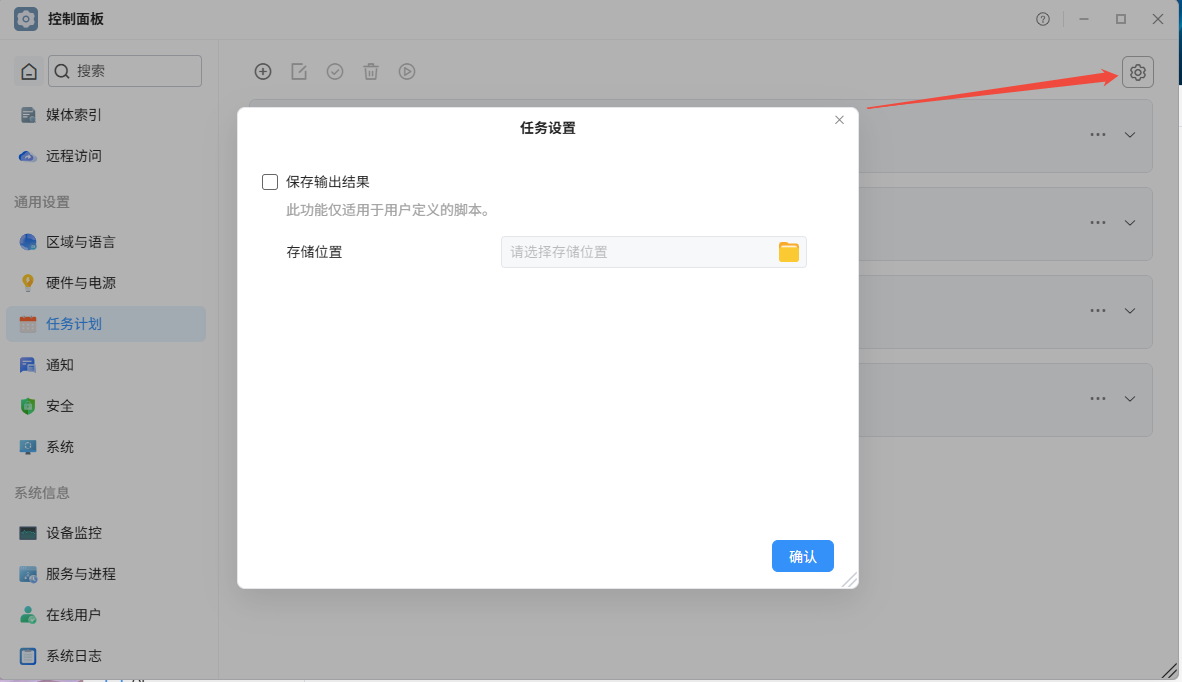 控制面板
搜索
媒体索引
远程访问
通用设置
区域与语言
硬件与电源
任务计划
通知
安全
系统
系统信息
设备监控
服务与进程
在线用户
系统日志
任务设置
保存输出结果
此功能仅适用于用户定义的脚本。
存储位置
请选择存储位置
确认